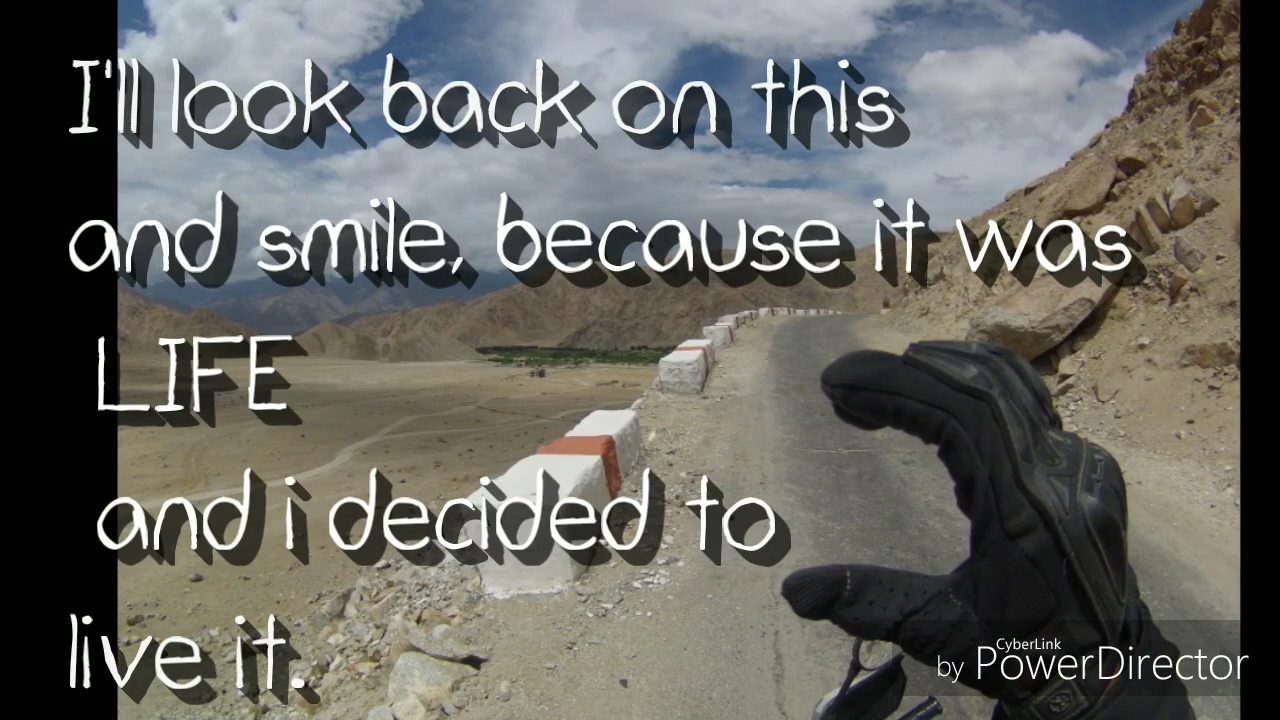 I'll look back on this
and smile, because it was
LIFE
and i decided to
live it.
CyberLink
by PowerDirector